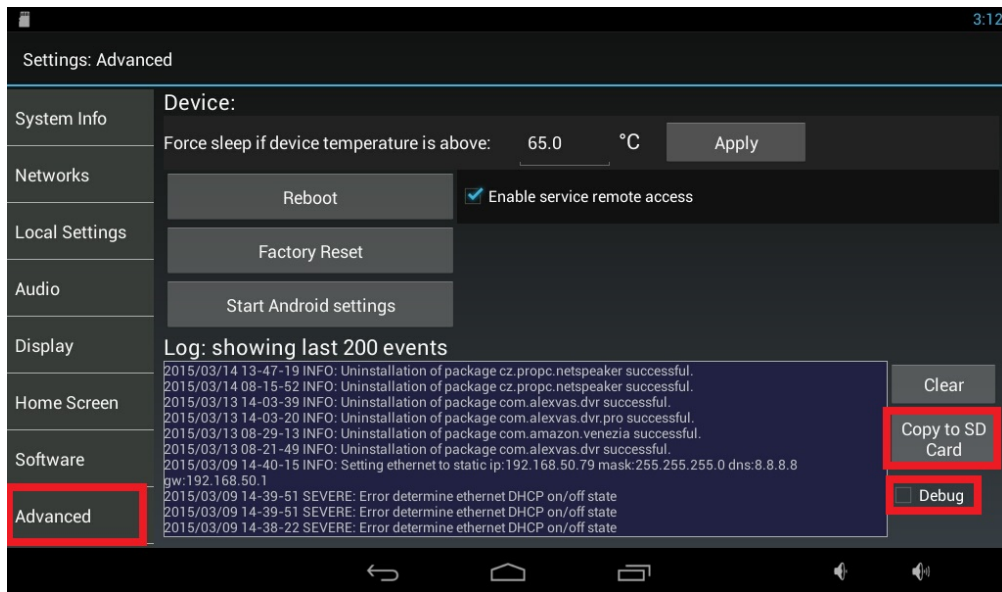 3:12
Settings: Advanced
System Info
Networks
Local Settings
Audio
Display
Home Screen
Software
Advanced
Device:
Force sleep if device temperature is above: 65.0 °C Apply
Reboot
Enable service remote access
Factory Reset
Start Android settings
Log: showing last 200 events
2015/03/14 13-47-19 INFO: Uninstallation of package cz.propc.netspeaker successful.
2015/03/14 08-15-52 INFO: Uninstallation of package com.alexvas.dvr successful.
2015/03/13 14-03-39 INFO: Uninstallation of package com.alexvas.dvr successful.
2015/03/13 14-03-20 INFO: Uninstallation of package com.alexvas.dvr.pro successful.
2015/03/13 08-29-13 INFO: Uninstallation of package com.amazon.venezia successful.
2015/03/13 08-21-49 INFO: Uninstallation of package com.alexvas.dvr successful.
2015/03/09 14-40-15 INFO: Setting ethernet to static ip:192.168.50.79 mask:255.255.255.0 dns:8.8.8.8
gw:192.168.50.1
2015/03/09 14-39-51 SEVERE: Error determine ethernet DHCP on/off state
2015/03/09 14-39-51 SEVERE: Error determine ethernet DHCP on/off state
2015/03/09 14-38-22 SEVERE: Error determine ethernet DHCP on/off state
Clear
Copy to SD
Card
Debug